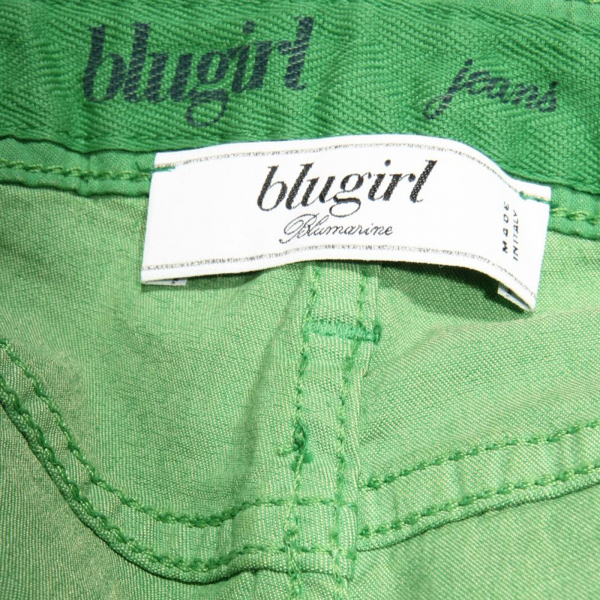 blugirl jeans
blugirl
Blumarine
MADE
IN ITALY